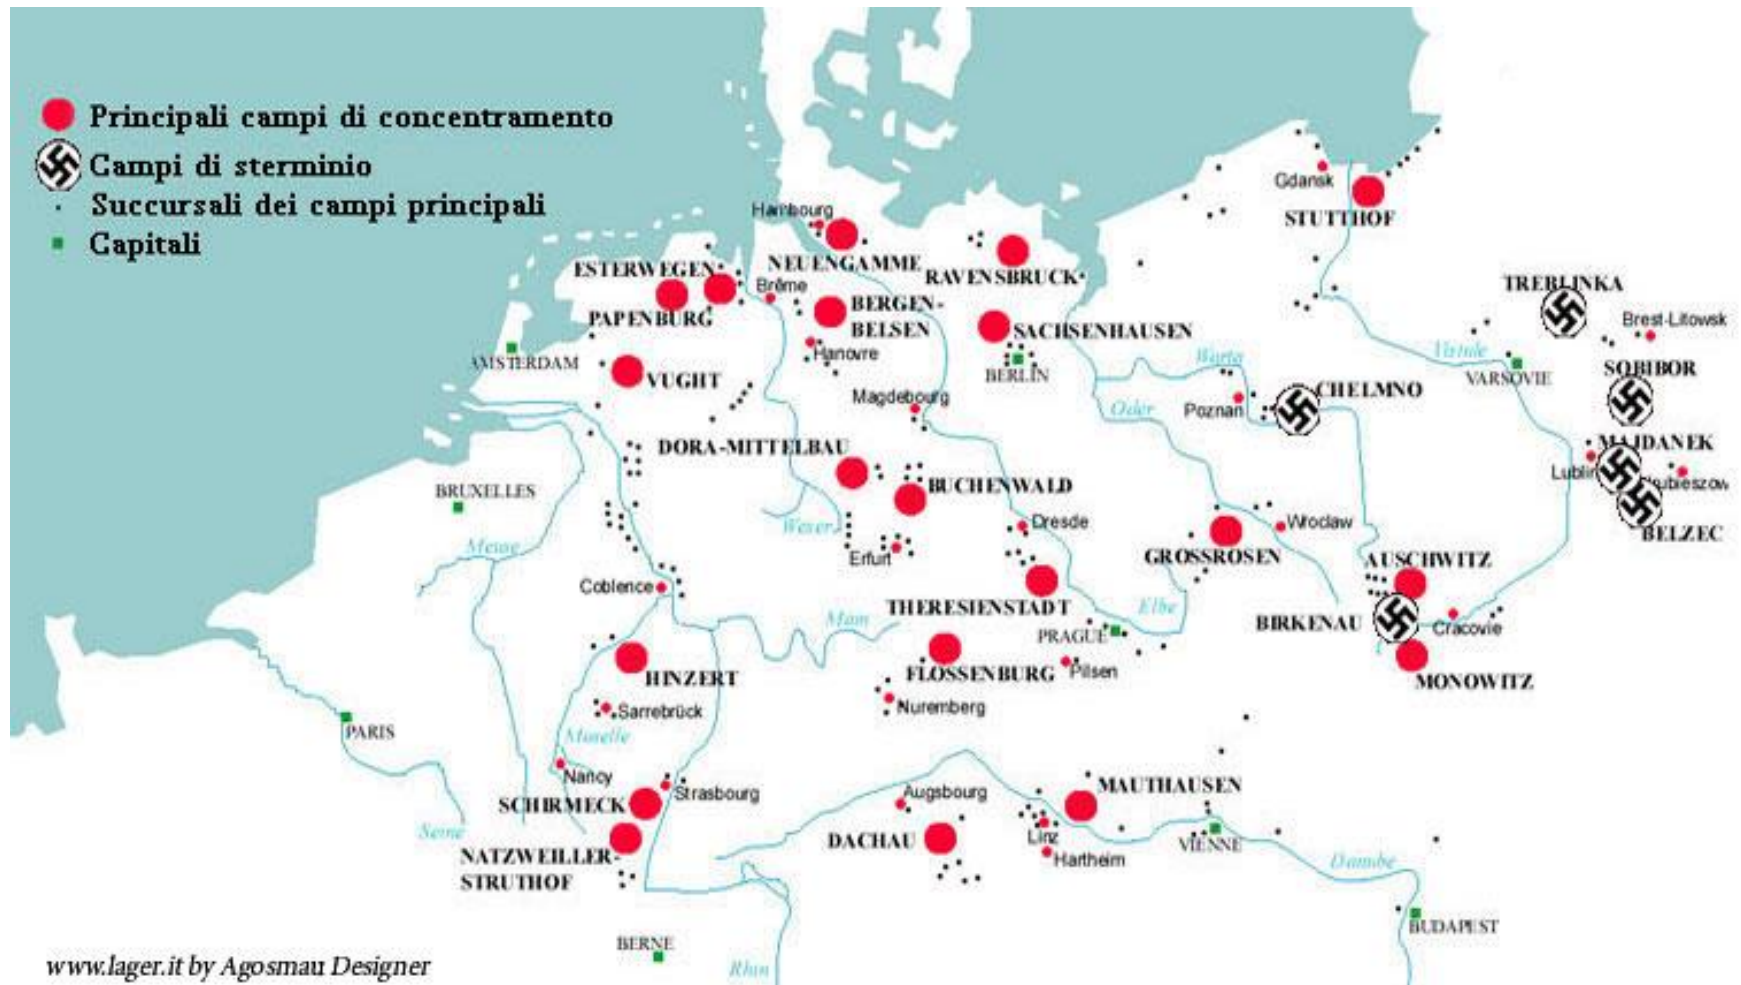 Principali campi di concentramento
Campi di sterminio
Succursali dei campi principali
Capitali
Gdansk
STUTTHOF
Hambourg
NEUENGAMME
RAVENSBRUCK
ESTERWEGEN
Brême
PAPENBURG
BERGEN-
BELSEN
TREBLINKA
Brest-Litowsk
SACHSENHAUSEN
Hanovre
AMSTERDAM
BERLIN
Warta
Vistule
VARSOVIE
SOBIBOR
VUGHT
Magdebourg
Oder
Poznan
CHELMNO
DORA-MITTELBAU
MAJDANEK
Lublin
BRUXELLES
BUCHENWALD
Hrubieszow
Weser
Dresde
Wroclaw
BELZEC
Meuse
Erfurt
GROSSROSEN
AUSCHWITZ
Coblence
THERESIENSTADT
Elbe
Main
PRAGUE
BIRKENAU
Cracovie
HINZERT
FLOSSENBURG
Pilsen
MONOWITZ
Sarrebrück
Nuremberg
PARIS
Moselle
Nancy
SCHIRMECK
Strasbourg
Augsbourg
MAUTHAUSEN
Seine
DACHAU
Linz
VIENNE
NATZWEILLER-
STRUTHOF
Hartheim
Danube
BUDAPEST
BERNE
Rhin
www.lager.it by Agosmau Designer